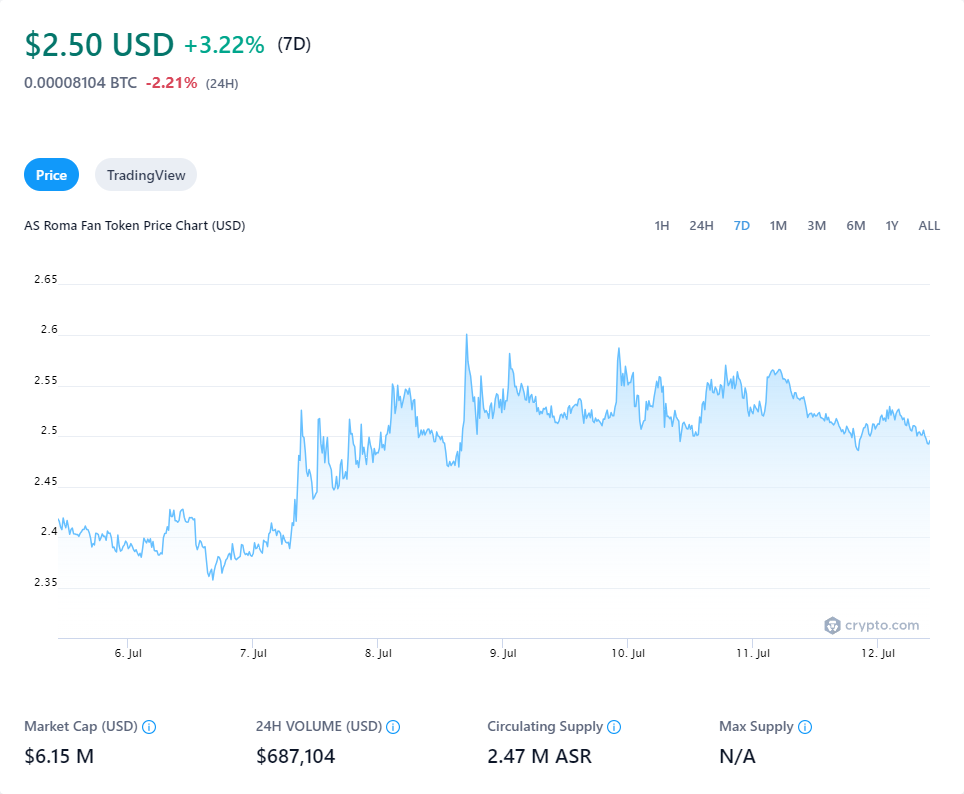 $2.50 USD +3.22% (7D)
0.00008104 BTC -2.21% (24H)
Price TradingView
AS Roma Fan Token Price Chart (USD) 1H 24H 7D 1M 3M 6M 1Y ALL
2.65
2.6
2.55
2.5
2.45
2.4
2.35
crypto.com
6. Jul 7. Jul 8. Jul 9. Jul 10. Jul 11. Jul 12. Jul
Market Cap (USD) 24H VOLUME (USD) Circulating Supply Max Supply
$6.15 M $687,104 2.47 M ASR N/A